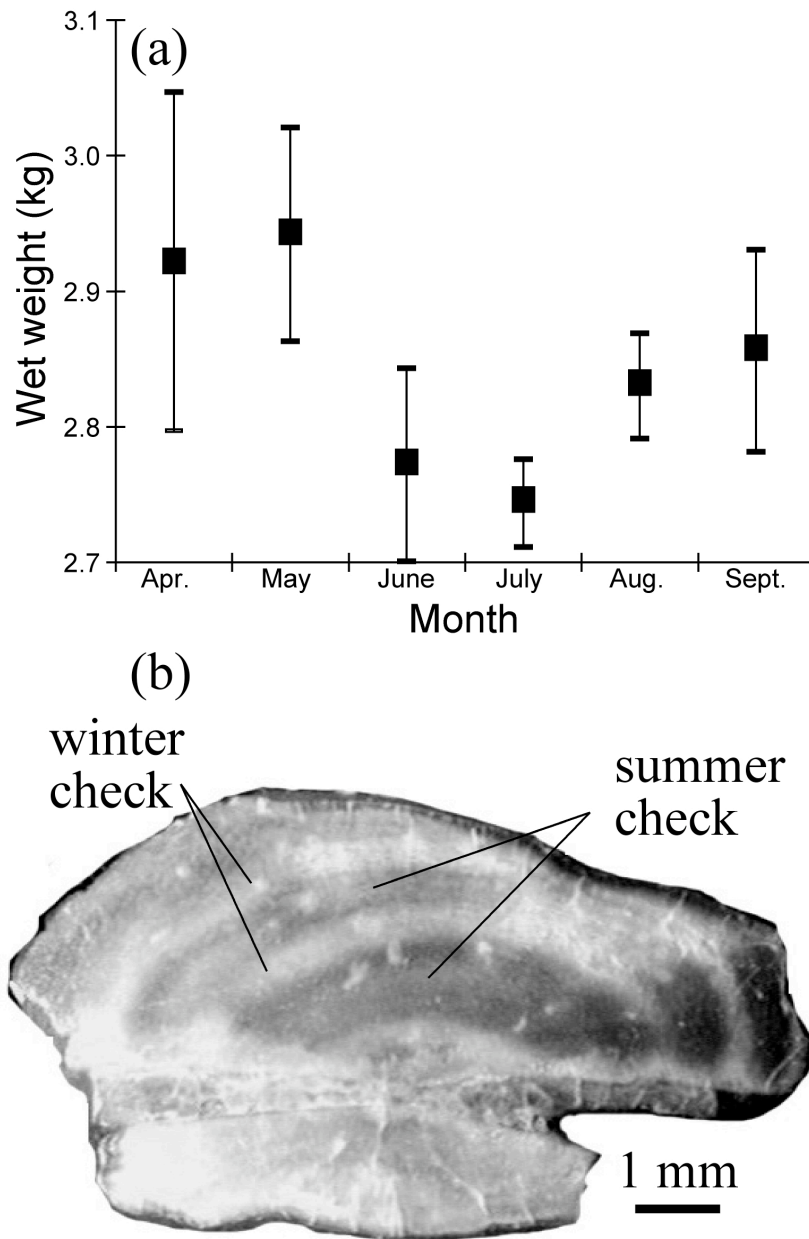 (a)
3.1
3.0
2.9
2.8
2.7
Wet weight (kg)
Apr. May June July Aug. Sept.
Month
(b)
winter
check
summer
check
1 mm